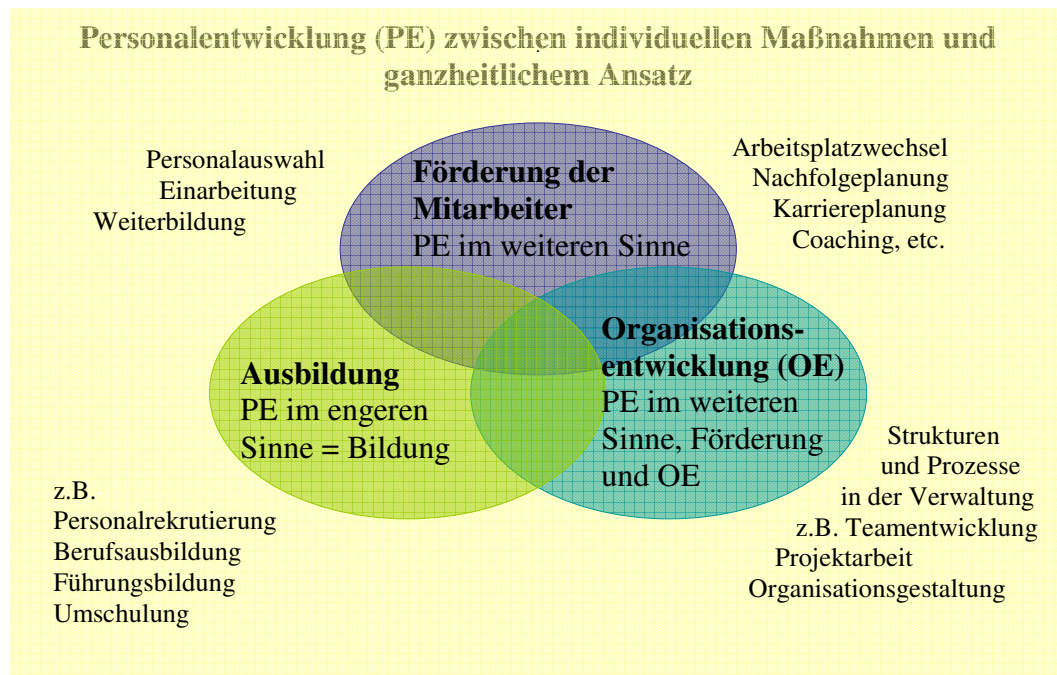 Personalentwicklung (PE) zwischen individuellen Maßnahmen und
ganzheitlichem Ansatz
Personalauswahl
Einarbeitung
Weiterbildung
Förderung der
Mitarbeiter
PE im weiteren Sinne
Arbeitsplatzwechsel
Nachfolgeplanung
Karriereplanung
Coaching, etc.
Ausbildung
PE im engeren
Sinne = Bildung
Organisations-
entwicklung (OE)
PE im weiteren
Sinne, Förderung
und OE
z.B.
Personalrekrutierung
Berufsausbildung
Führungsbildung
Umschulung
Strukturen
und Prozesse
in der Verwaltung
z.B. Teamentwicklung
Projektarbeit
Organisationsgestaltung